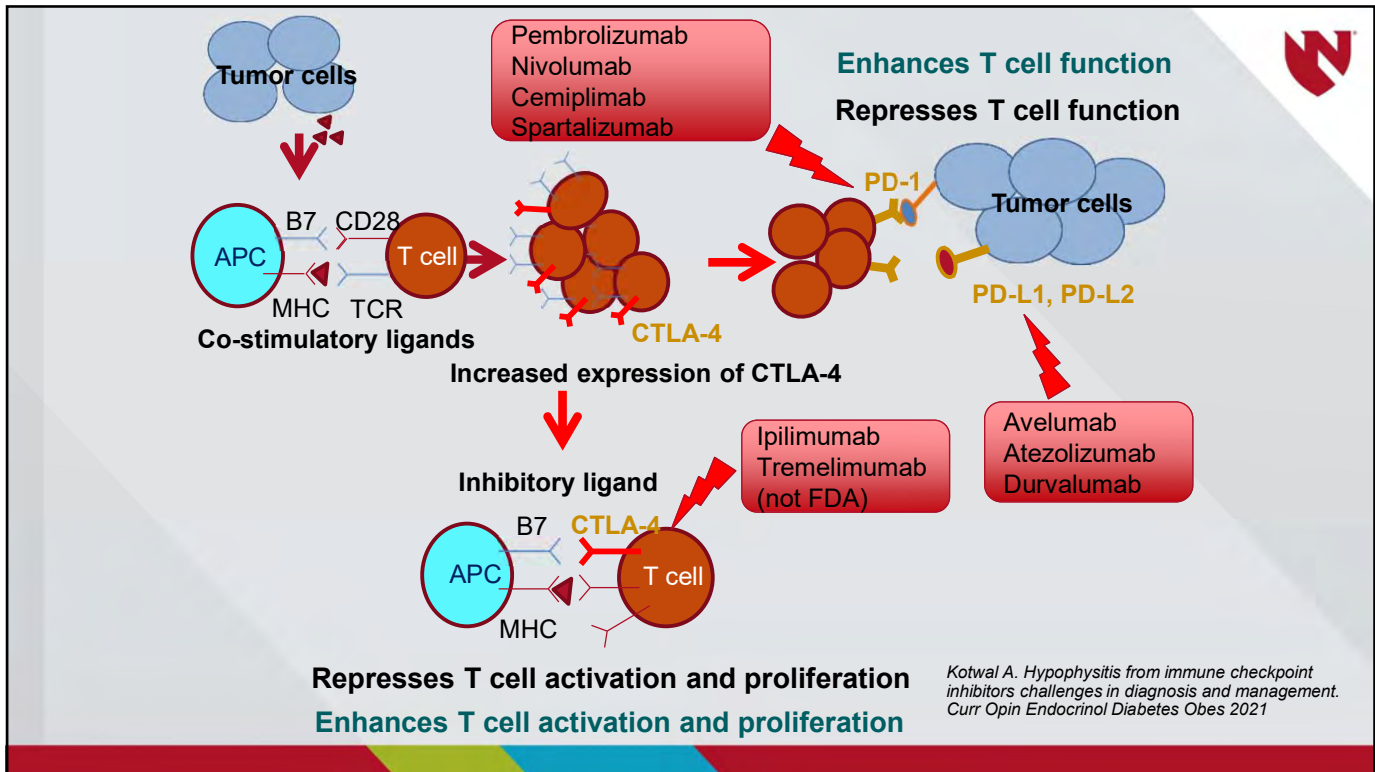 Tumor cells
Pembrolizumab
Nivolumab
Cemiplimab
Spartalizumab
Enhances T cell function
Represses T cell function
B7
CD28
APC
T cell
MHC
TCR
Co-stimulatory ligands
CTLA-4
Increased expression of CTLA-4
PD-1
Tumor cells
PD-L1, PD-L2
Avelumab
Atezolizumab
Durvalumab
Ipilimumab
Tremelimumab
(not FDA)
Inhibitory ligand
B7
CTLA-4
APC
T cell
MHC
Represses T cell activation and proliferation
Enhances T cell activation and proliferation
Kotwal A. Hypophysitis from immune checkpoint
inhibitors challenges in diagnosis and management.
Curr Opin Endocrinol Diabetes Obes 2021
N